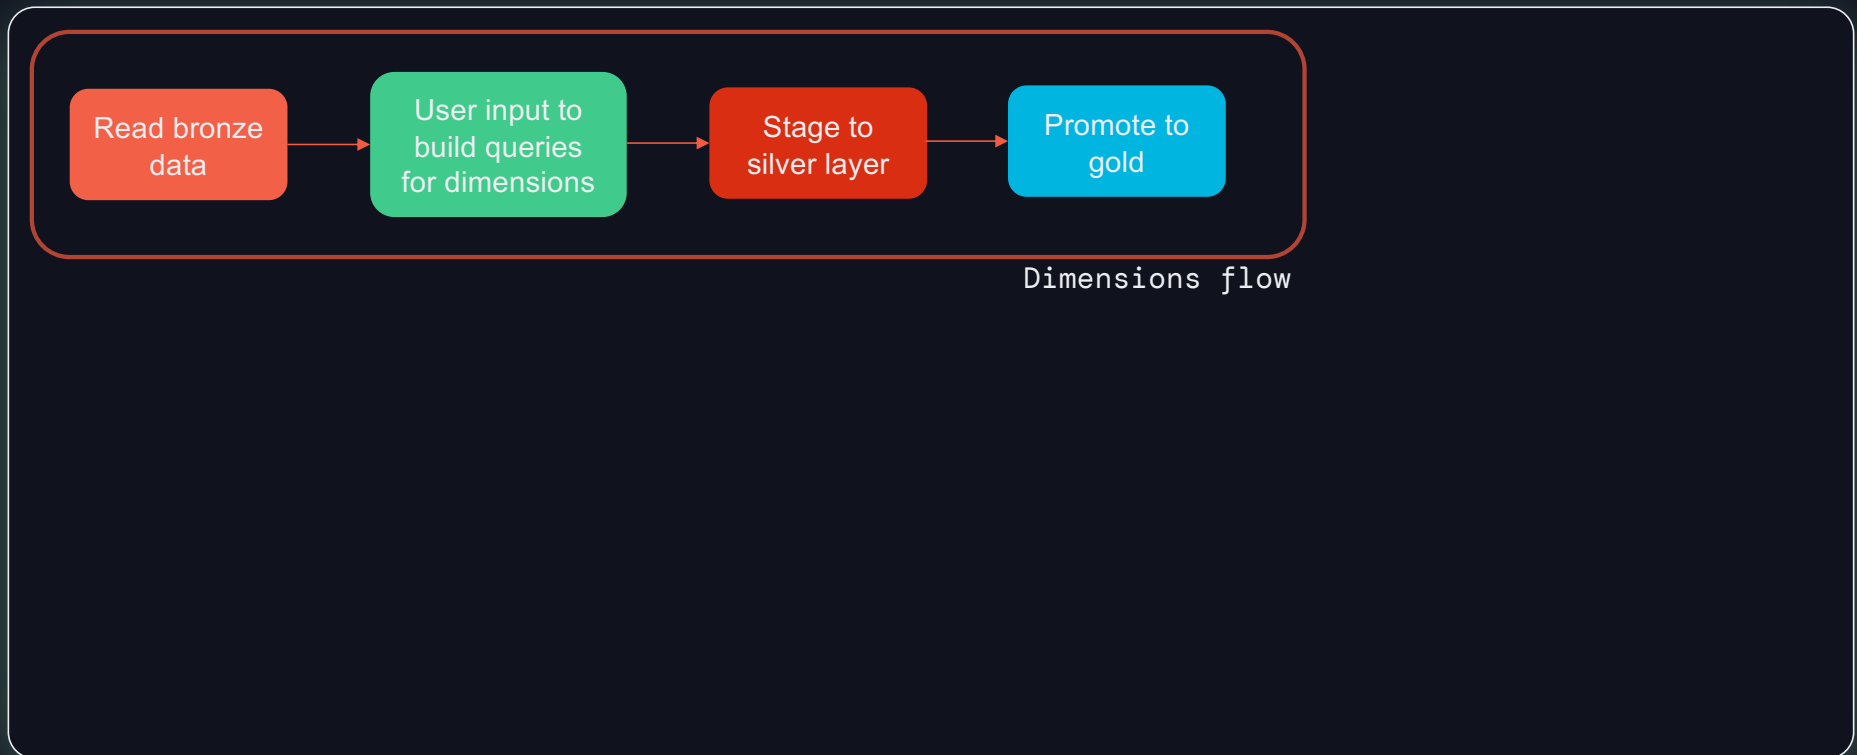 Read bronze
data
User input to
build queries
for dimensions
Stage to
silver layer
Promote to
gold
Dimensions flow